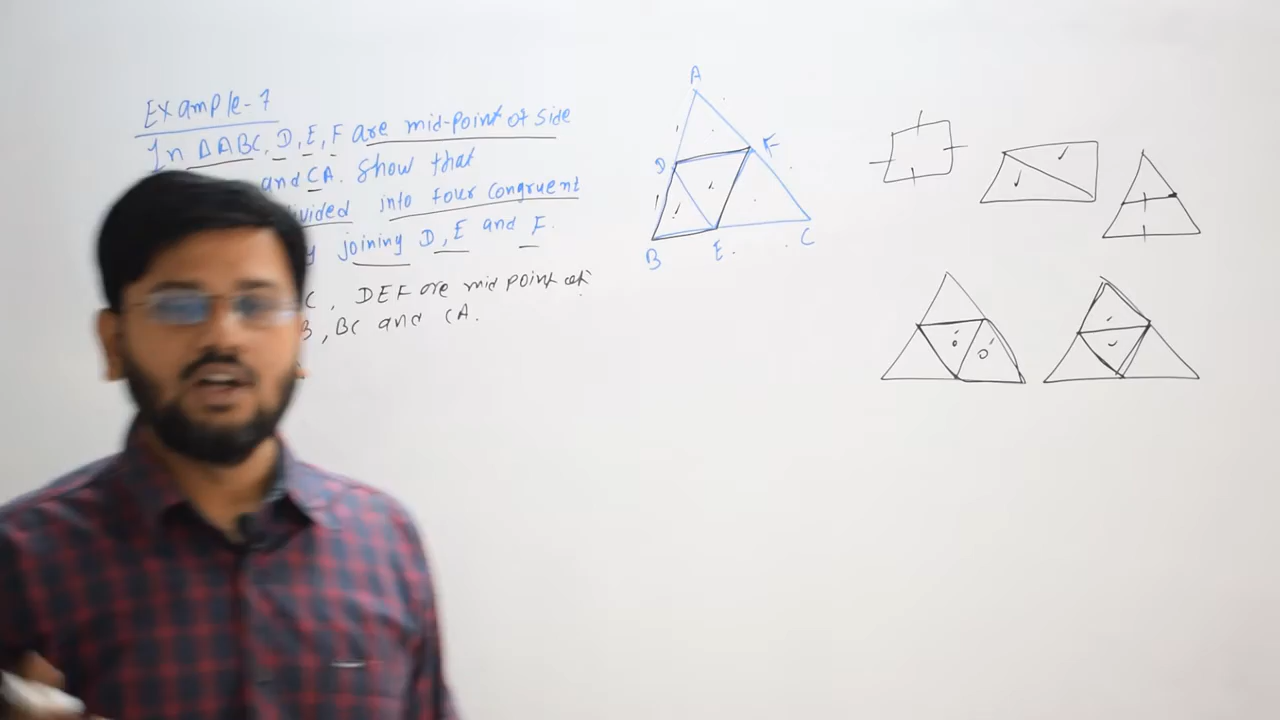 Example-7
In ΔABC, D, E, F are mid-point of side
and CA. Show that
into four congruent
joining D, E and F.
C, DEF are mid point of
B, BC and CA.
A
D
F
B
E
C